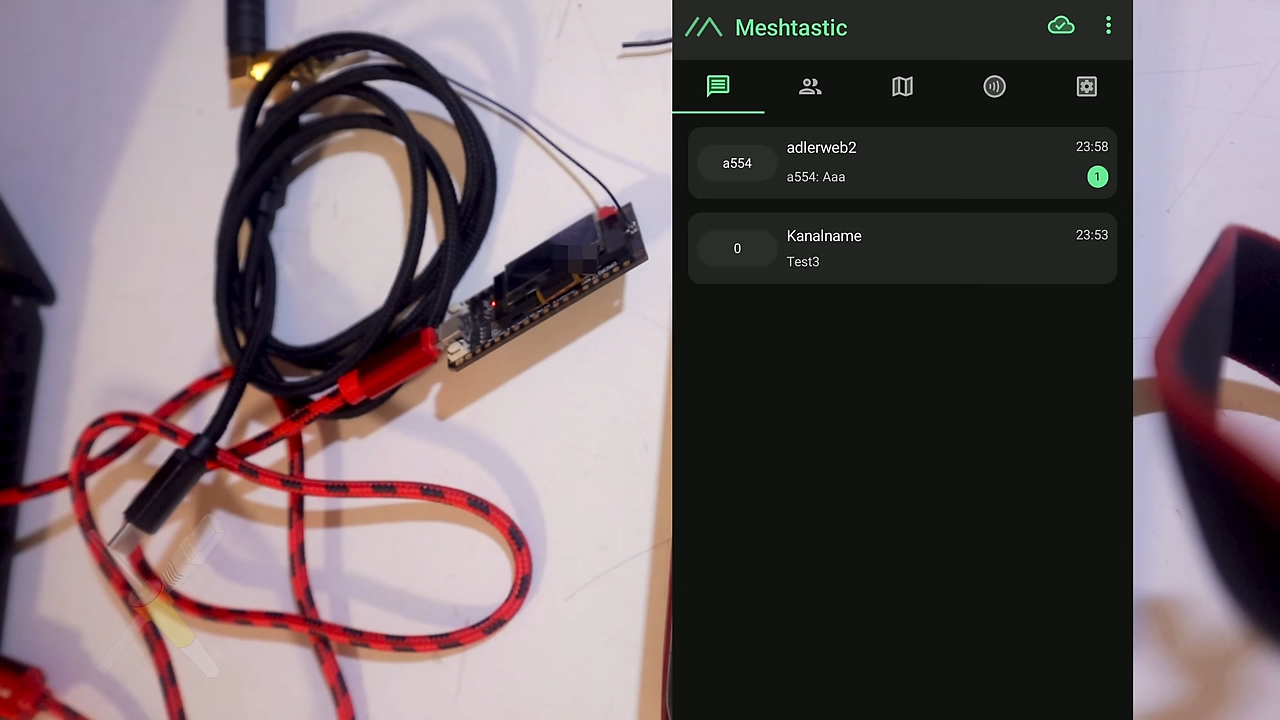 Meshtastic
a554
adlerweb2
23:58
a554: Aaa
1
0
Kanalname
23:53
Test3